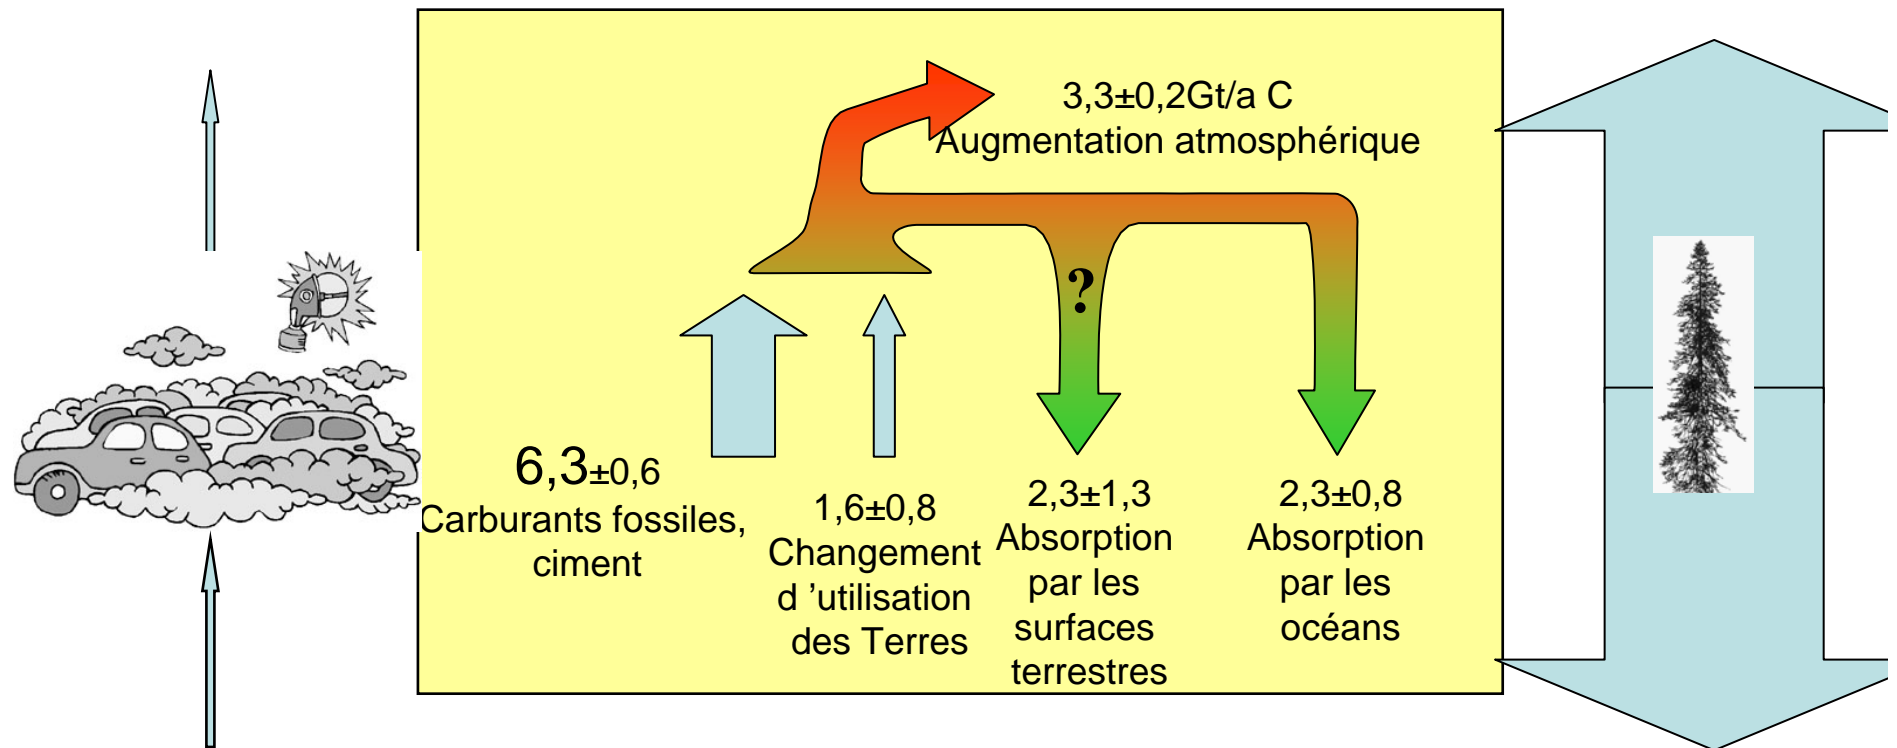 3,3±0,2Gt/a C
Augmentation atmosphérique
?
6,3±0,6
Carburants fossiles,
ciment
1,6±0,8
Changement
d ’utilisation
des Terres
2,3±1,3
Absorption
par les
surfaces
terrestres
2,3±0,8
Absorption
par les
océans